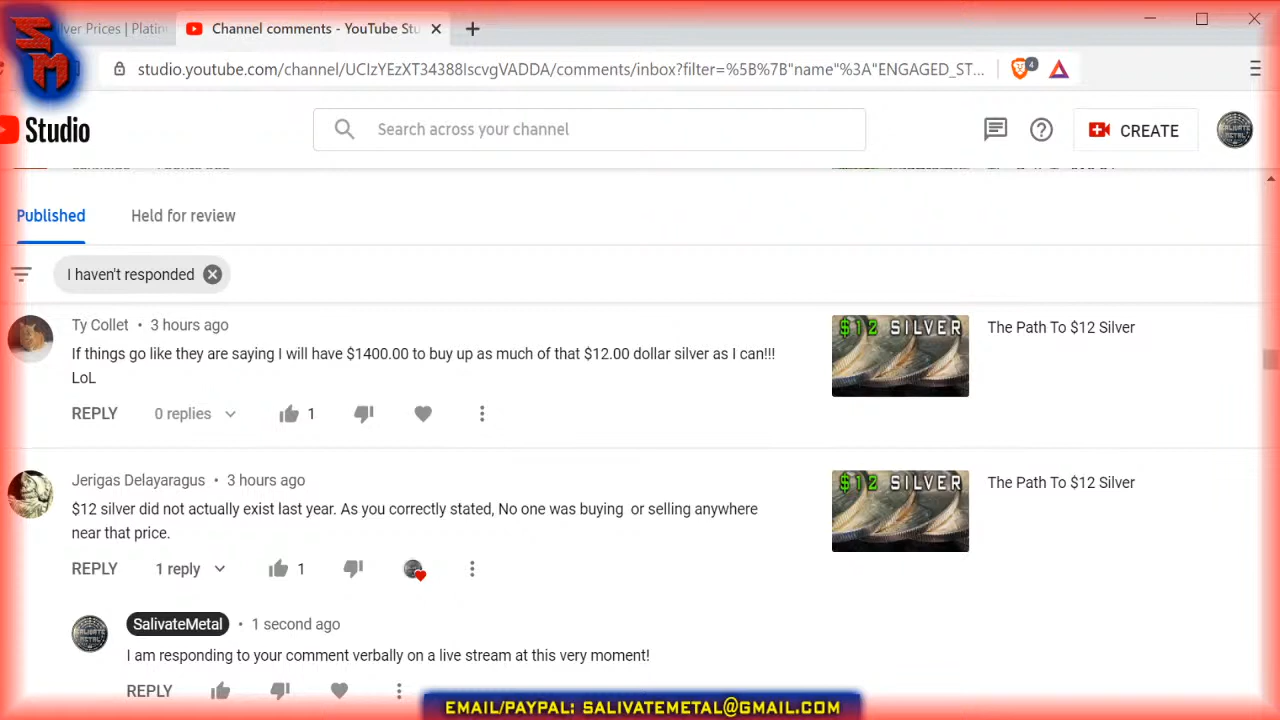 SM
lver Prices | Platin
Channel comments - YouTube Stu
studio.youtube.com/channel/UCIzYEzXT34388IscvgVADDA/comments/inbox?filter=%5B%7B"name"%3A"ENGAGED_ST...
4
Studio
Search across your channel
CREATE
Published
Held for review
I haven't responded
Ty Collet • 3 hours ago
If things go like they are saying I will have $1400.00 to buy up as much of that $12.00 dollar silver as I can!!!
LoL
REPLY 0 replies 1
$12 SILVER
The Path To $12 Silver
Jerigas Delayaragus • 3 hours ago
$12 silver did not actually exist last year. As you correctly stated, No one was buying or selling anywhere
near that price.
REPLY 1 reply 1
$12 SILVER
The Path To $12 Silver
SalivateMetal • 1 second ago
I am responding to your comment verbally on a live stream at this very moment!
REPLY
EMAIL/PAYPAL: SALIVATEMETAL@GMAIL.COM